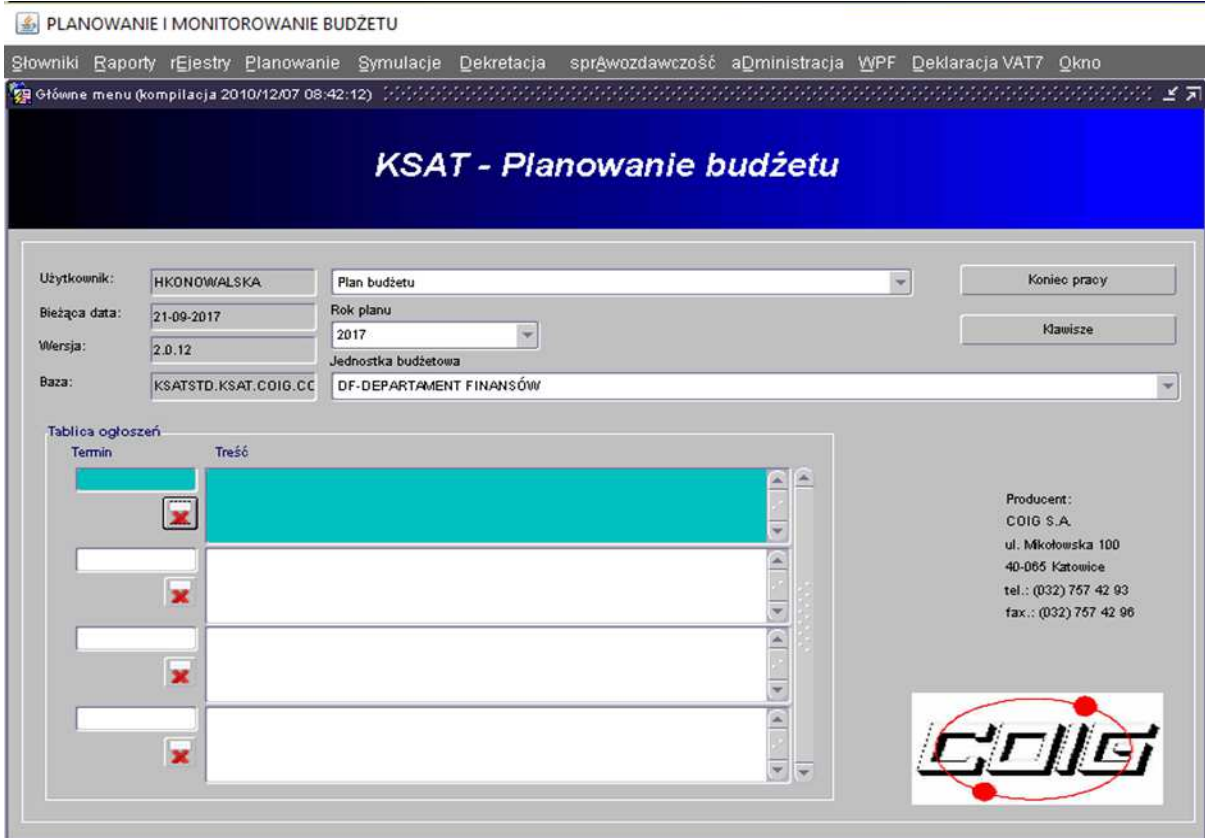 PLANOWANIE I MONITOROWANIE BUDŻETU
Słowniki Raporty rEjestry Planowanie Symulacje Dekretacja sprAwozdawczość aDministracja WPF Deklaracja VAT7 Okno
Główne menu (kompilacja 2010/12/07 08:42:12)
KSAT - Planowanie budżetu
Użytkownik: HKONOWALSKA Plan budżetu Koniec pracy
Bieżąca data: 21-09-2017 Rok planu
2017 Klawisze
Wersja: 2.0.12
Jednostka budżetowa
Baza: KSATSTD.KSAT.COIG.CC DF-DEPARTAMENT FINANSÓW
Tablica ogłoszeń
Termin Treść
Producent:
COIG S.A.
ul. Mikołowska 100
40-065 Katowice
tel.: (032) 757 42 93
fax.: (032) 757 42 96
COIG